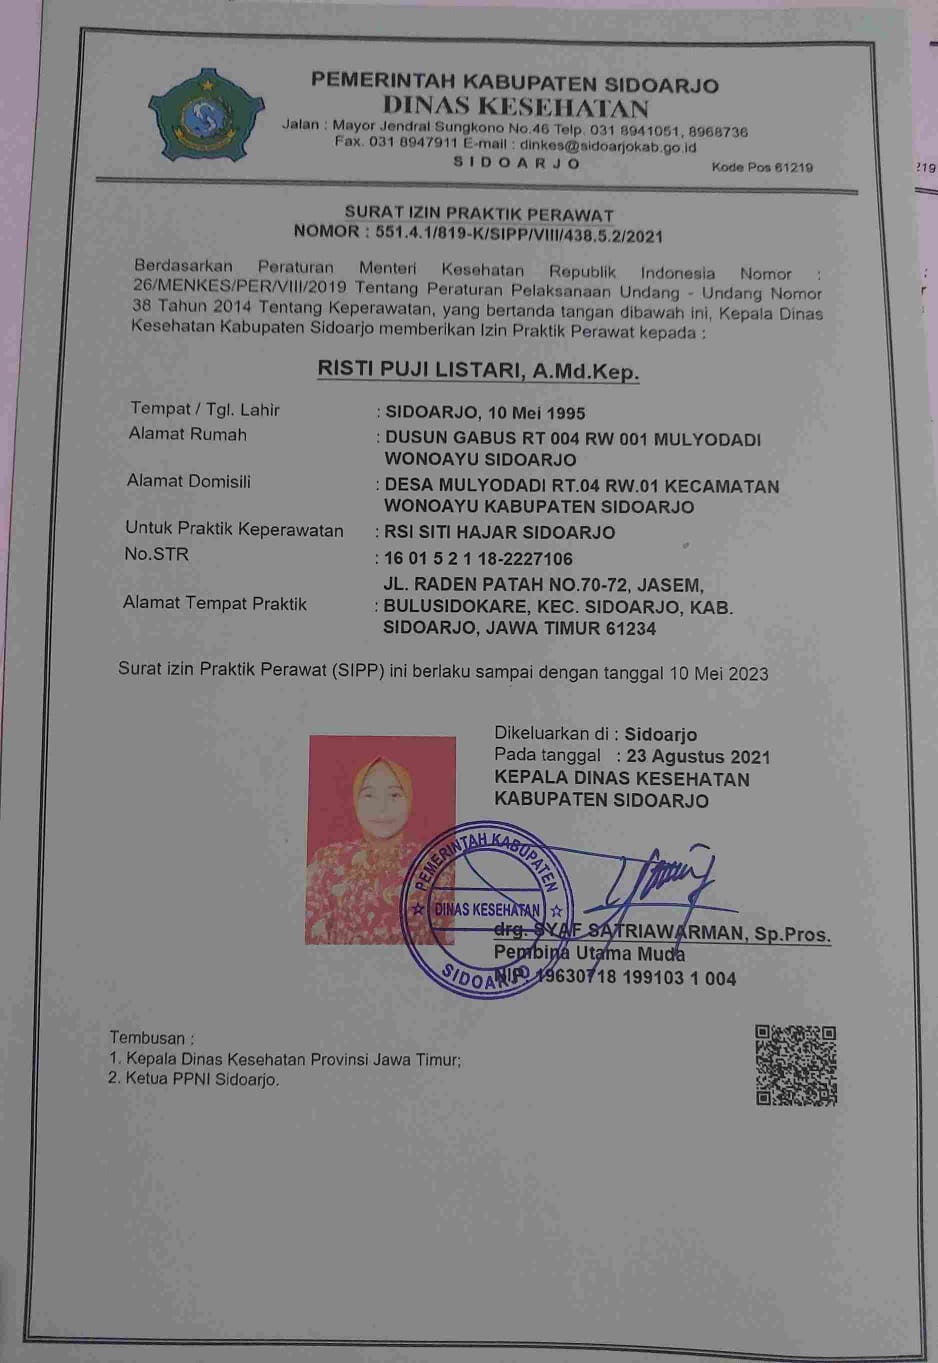 PEMERINTAH KABUPATEN SIDOARJO
DINAS KESEHATAN
Jalan : Mayor Jendral Sungkono No.46 Telp. 031 8941051, 8968736
Fax. 031 8947911 E-mail : dinkes@sidoarjokab.go.id
S I D O A R J O
Kode Pos 61219
SURAT IZIN PRAKTIK PERAWAT
NOMOR : 551.4.1/819-K/SIPP/VIII/438.5.2/2021
Berdasarkan Peraturan Menteri Kesehatan Republik Indonesia Nomor :
26/MENKES/PER/VIII/2019 Tentang Peraturan Pelaksanaan Undang - Undang Nomor
38 Tahun 2014 Tentang Keperawatan, yang bertanda tangan dibawah ini, Kepala Dinas
Kesehatan Kabupaten Sidoarjo memberikan Izin Praktik Perawat kepada :
RISTI PUJI LISTARI, A.Md.Kep.
Tempat / Tgl. Lahir : SIDOARJO, 10 Mei 1995
Alamat Rumah : DUSUN GABUS RT 004 RW 001 MULYODADI
WONOAYU SIDOARJO
Alamat Domisili : DESA MULYODADI RT.04 RW.01 KECAMATAN
WONOAYU KABUPATEN SIDOARJO
Untuk Praktik Keperawatan : RSI SITI HAJAR SIDOARJO
No.STR : 16 01 5 2 1 18-2227106
JL. RADEN PATAH NO.70-72, JASEM,
Alamat Tempat Praktik : BULUSIDOKARE, KEC. SIDOARJO, KAB.
SIDOARJO, JAWA TIMUR 61234
Surat izin Praktik Perawat (SIPP) ini berlaku sampai dengan tanggal 10 Mei 2023
Dikeluarkan di : Sidoarjo
Pada tanggal : 23 Agustus 2021
KEPALA DINAS KESEHATAN
KABUPATEN SIDOARJO
PEMERINTAH KABUPATEN
DINAS KESEHATAN
SIDOARJO
drg. SYAF SATRIAWARMAN, Sp.Pros.
Pembina Utama Muda
NIP. 19630718 199103 1 004
Tembusan :
1. Kepala Dinas Kesehatan Provinsi Jawa Timur;
2. Ketua PPNI Sidoarjo.